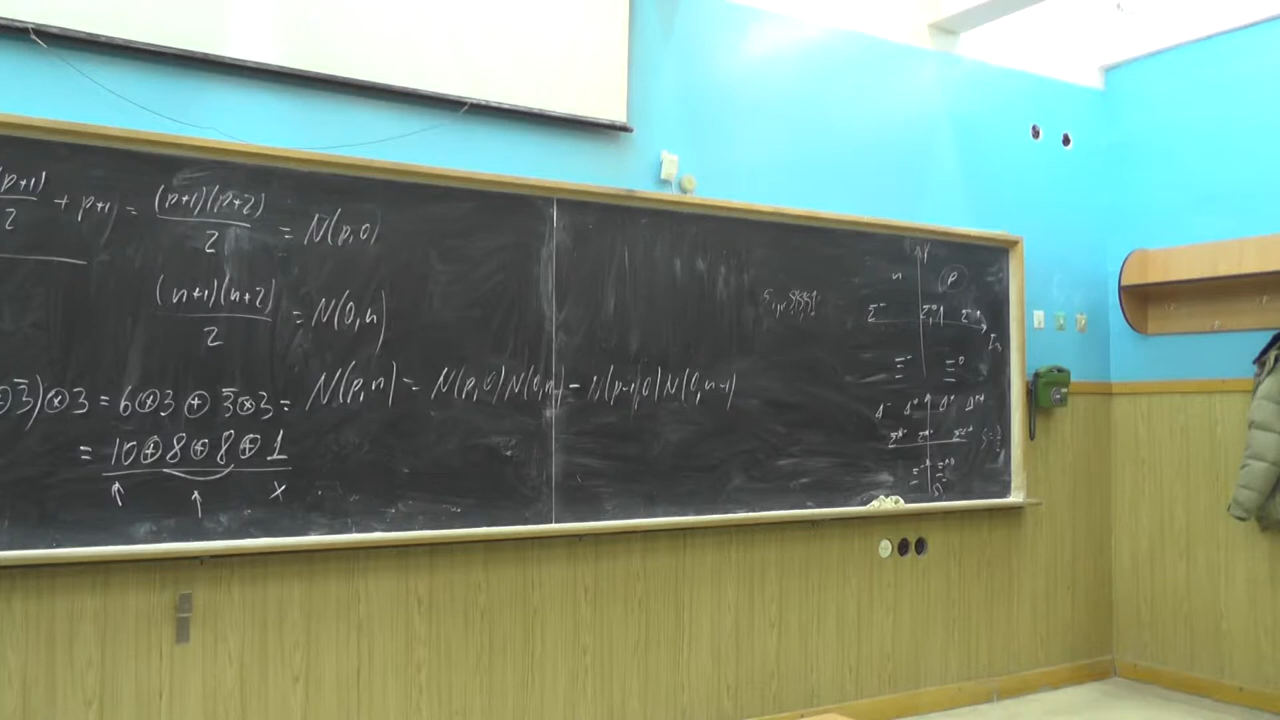 (p+1)/2 + p+1 = (p+1)(p+2)/2 = N(p,0)
(n+1)(n+2)/2 = N(0,n)
⊕ 3̄)⊗3 = 6⊗3 ⊕ 3̄⊗3 =
N(p,n) = N(p,0)N(0,n) - N(p-1,0)N(0,n-1)
= 10⊕8⊕8⊕1
↑ ↑ x
Y
n p
Σ⁻ Σ⁰Λ Σ⁺
I₃
Ξ⁻ Ξ⁰
Δ⁻ Δ⁰ Δ⁺ Δ⁺⁺
Ω⁻